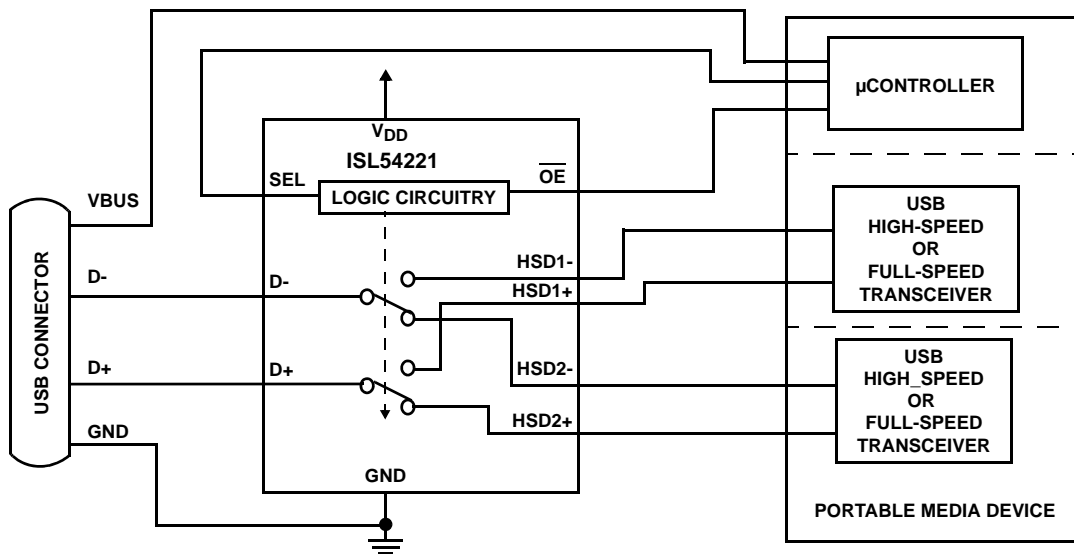 µCONTROLLER
VDD
ISL54221
SEL
OE
LOGIC CIRCUITRY
VBUS
USB CONNECTOR
D-
D-
HSD1-
HSD1+
USB
HIGH-SPEED
OR
FULL-SPEED
TRANSCEIVER
D+
D+
HSD2-
HSD2+
USB
HIGH_SPEED
OR
FULL-SPEED
TRANSCEIVER
GND
GND
PORTABLE MEDIA DEVICE